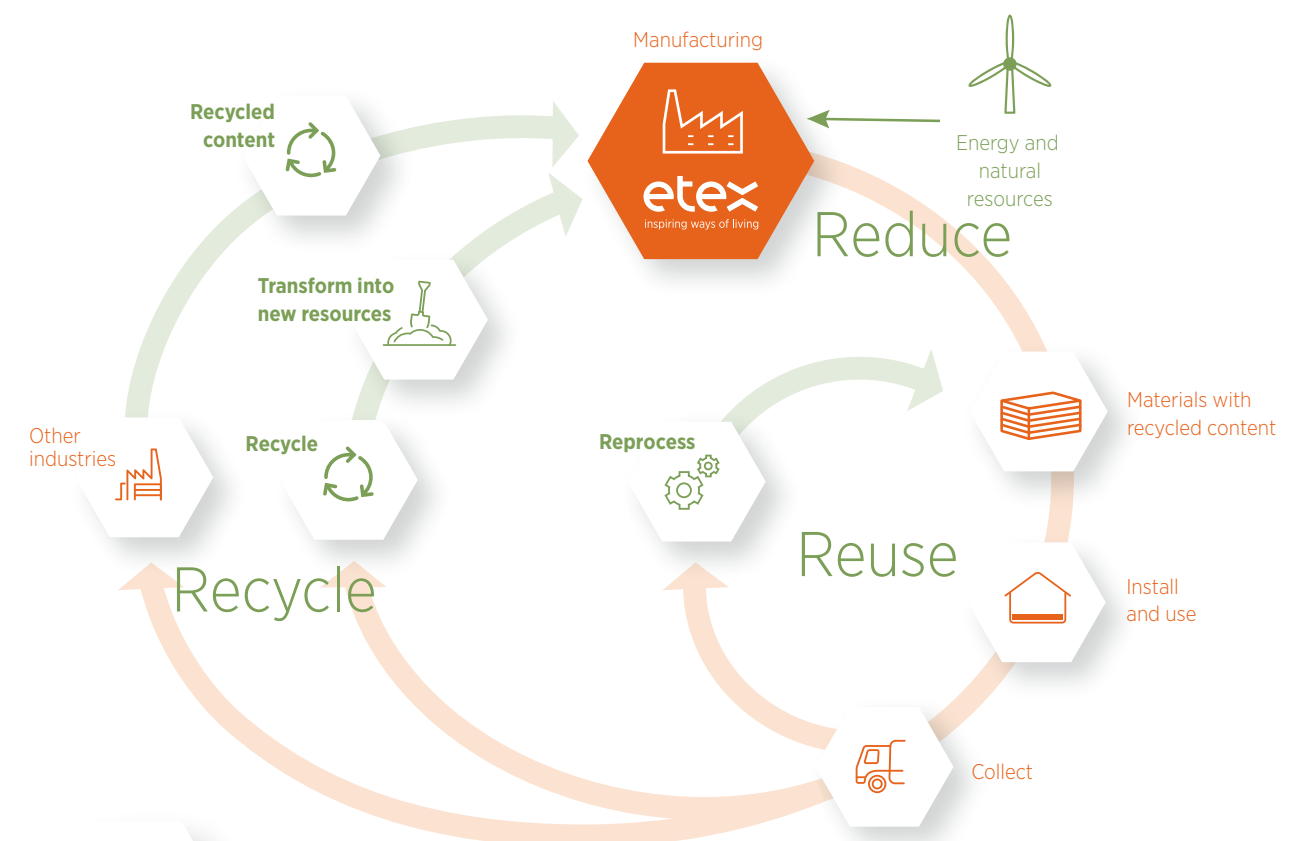 Manufacturing
Recycled
content
etex
inspiring ways of living
Energy and
natural
resources
Reduce
Transform into
new resources
Materials with
recycled content
Other
industries
Recycle
Reprocess
Reuse
Recycle
Install
and use
Collect